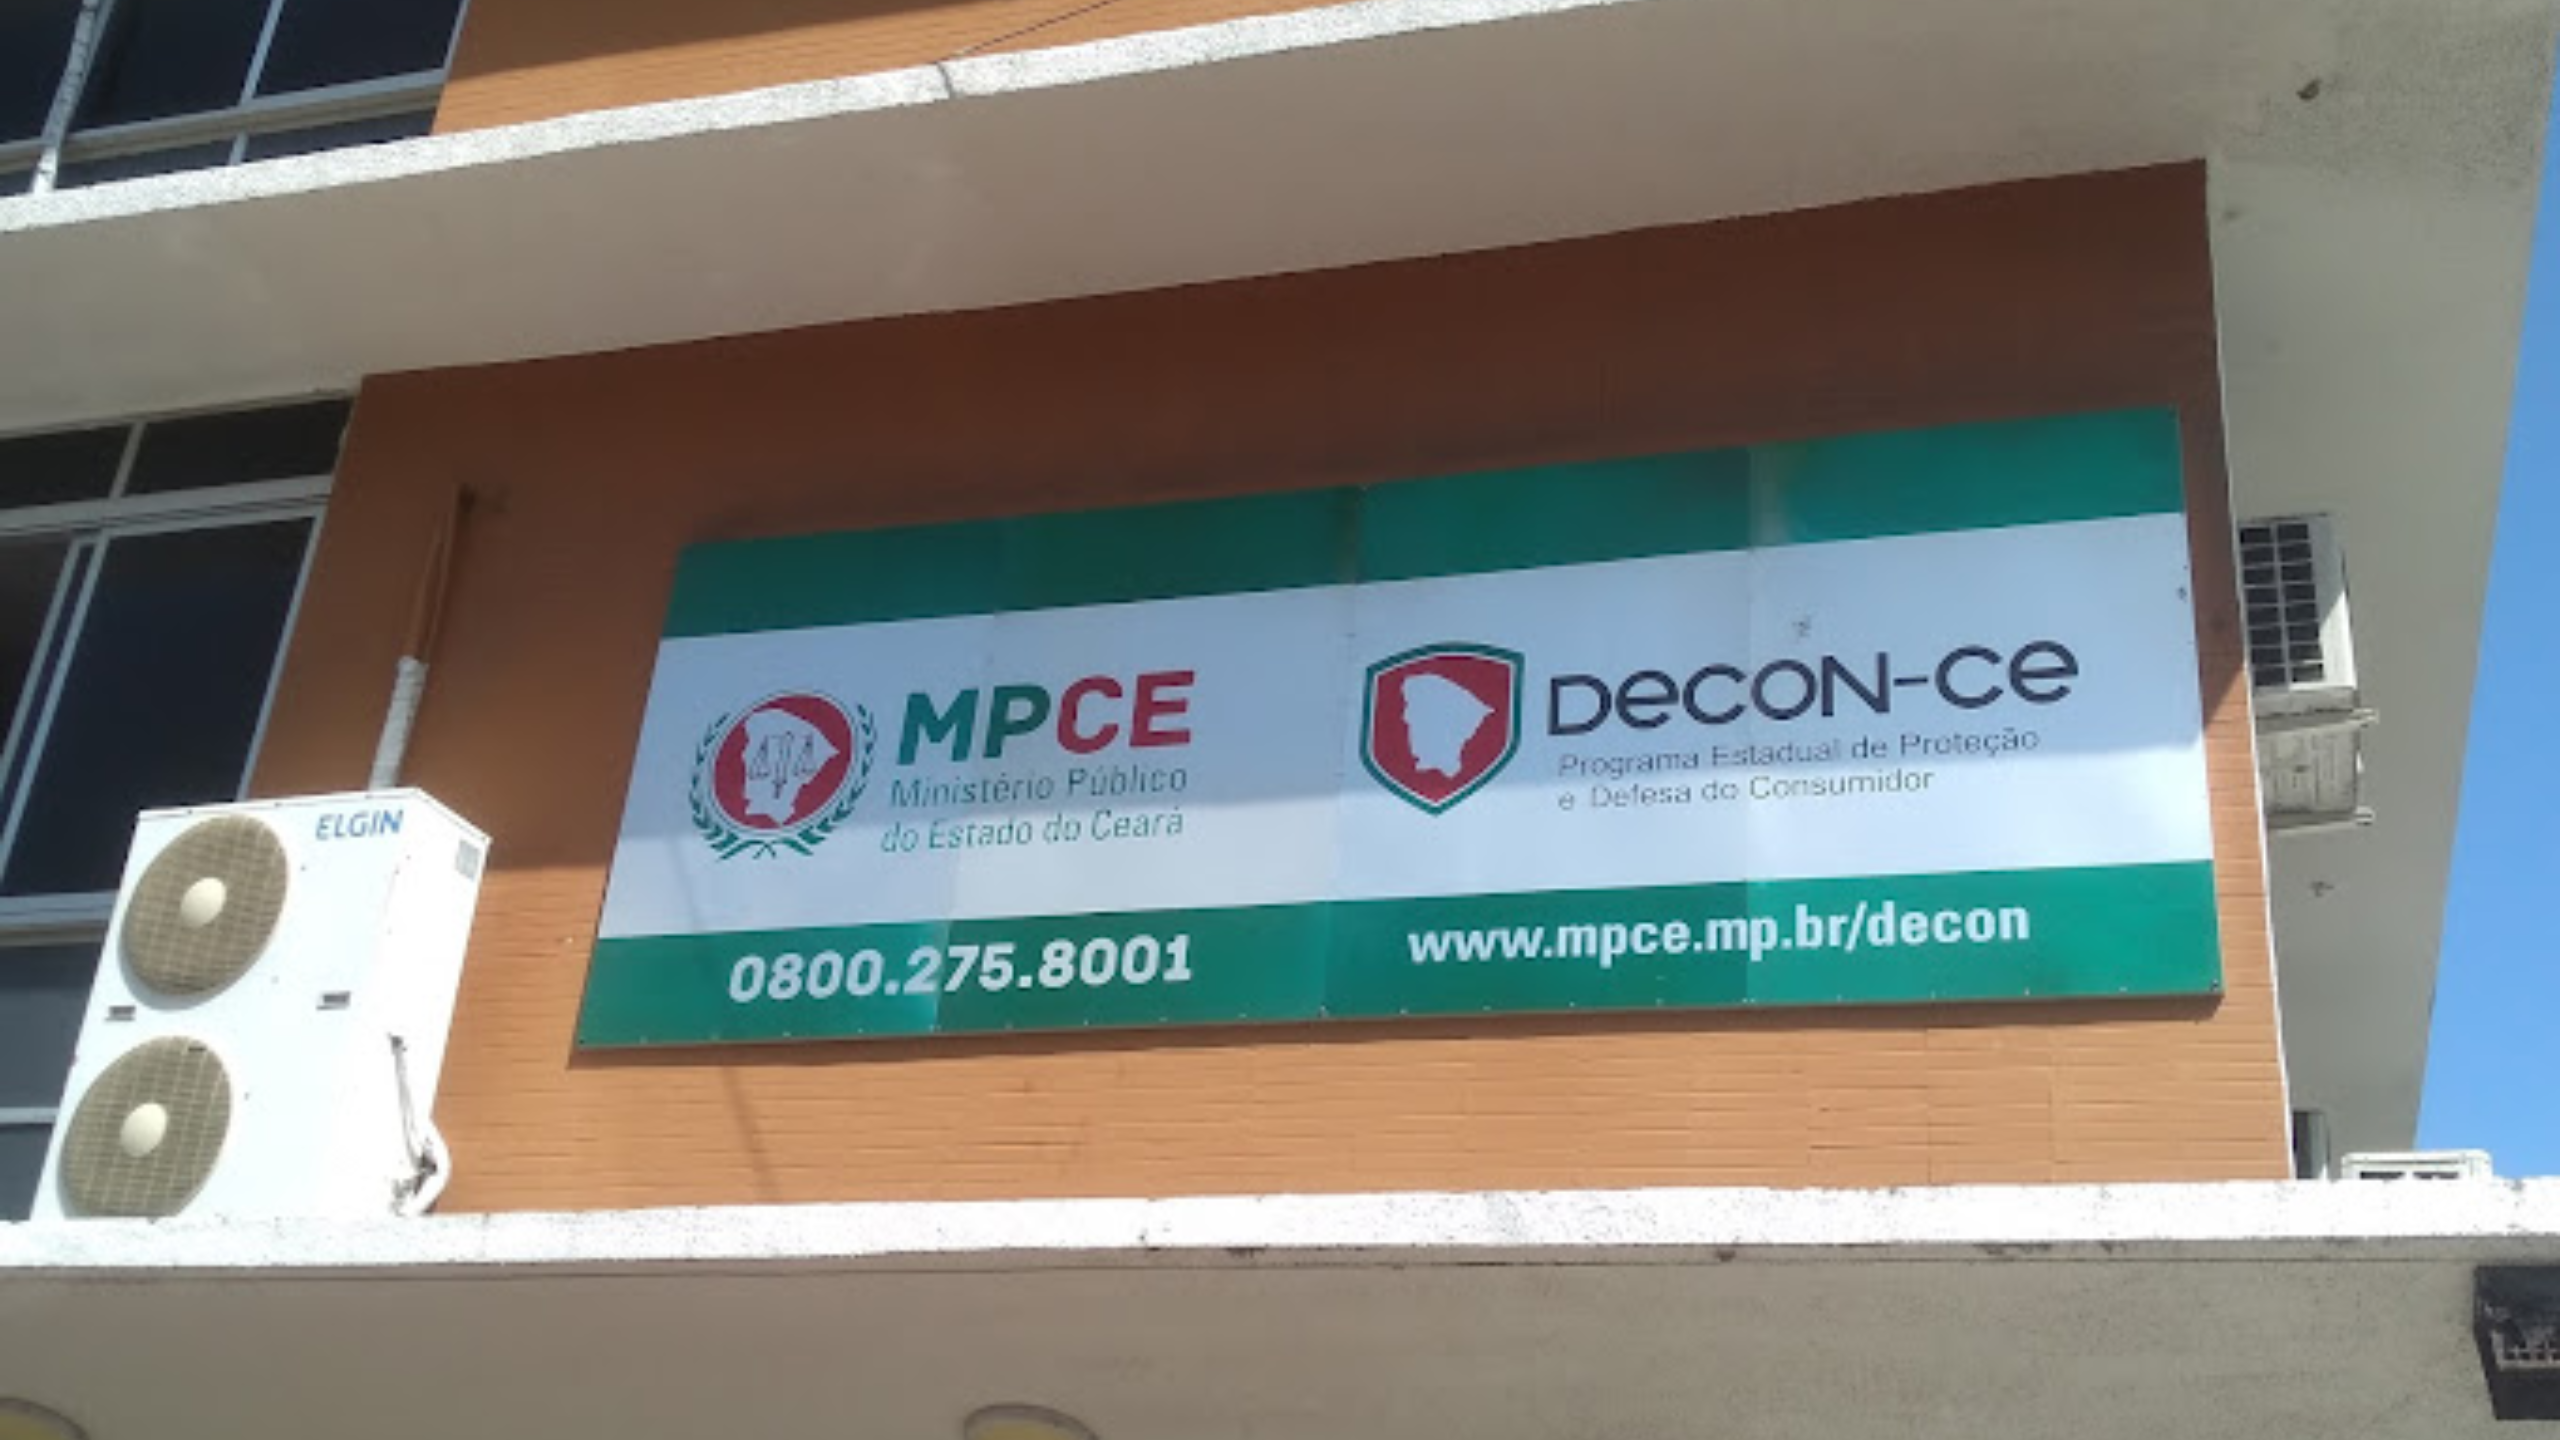 ELGIN
MPCE
Ministério Público
do Estado do Ceará
DECON-CE
Programa Estadual de Proteção
e Defesa do Consumidor
0800.275.8001
www.mpce.mp.br/decon